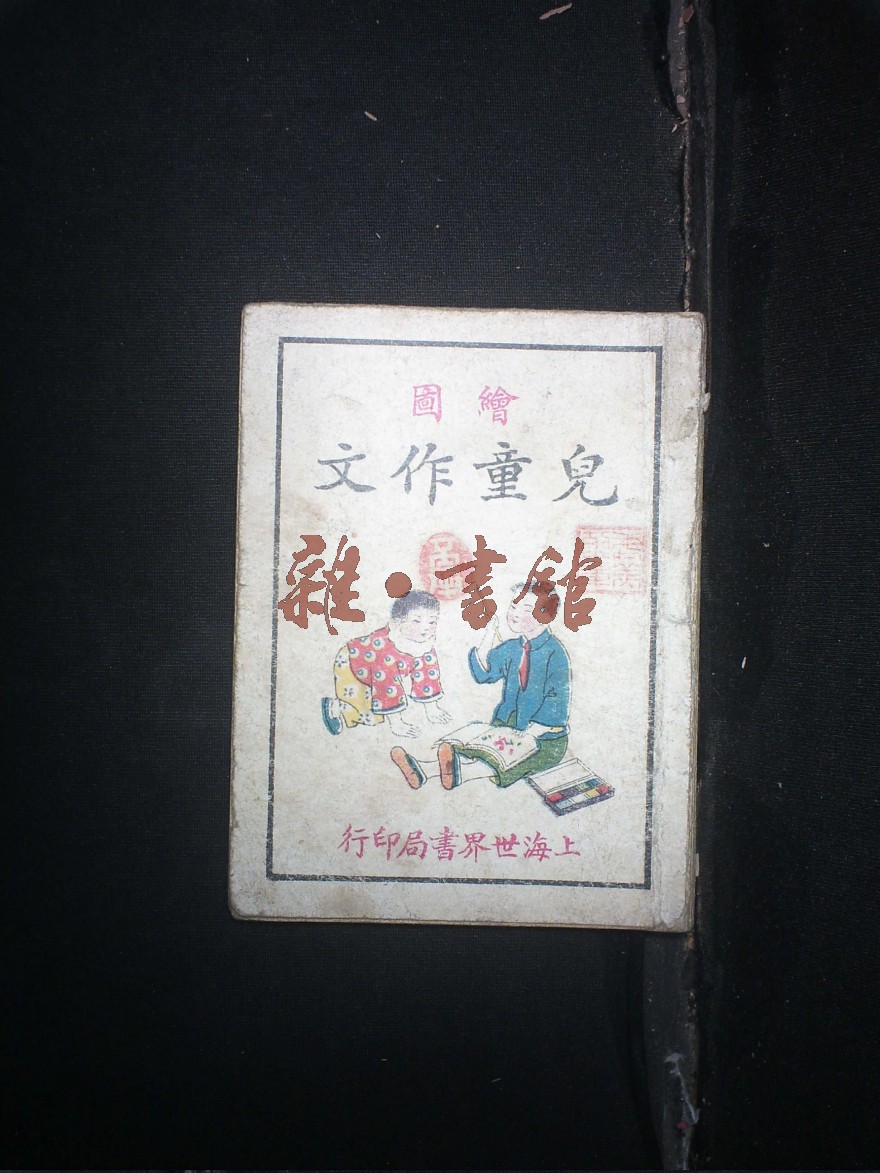 繪圖
兒童作文
雜·書館
上海世界書局印行